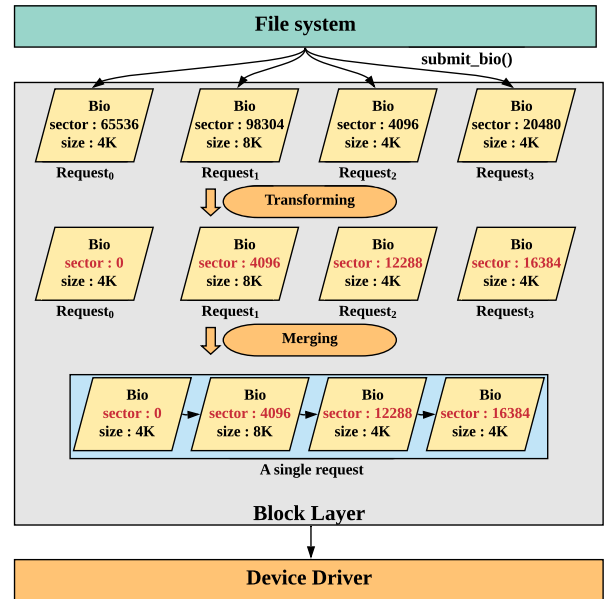 File system
submit_bio()
Bio
sector : 65536
size : 4K
Request0
Bio
sector : 98304
size : 8K
Request1
Bio
sector : 4096
size : 4K
Request2
Bio
sector : 20480
size : 4K
Request3
Transforming
Bio
sector : 0
size : 4K
Request0
Bio
sector : 4096
size : 8K
Request1
Bio
sector : 12288
size : 4K
Request2
Bio
sector : 16384
size : 4K
Request3
Merging
Bio
sector : 0
size : 4K
Bio
sector : 4096
size : 8K
Bio
sector : 12288
size : 4K
Bio
sector : 16384
size : 4K
A single request
Block Layer
Device Driver